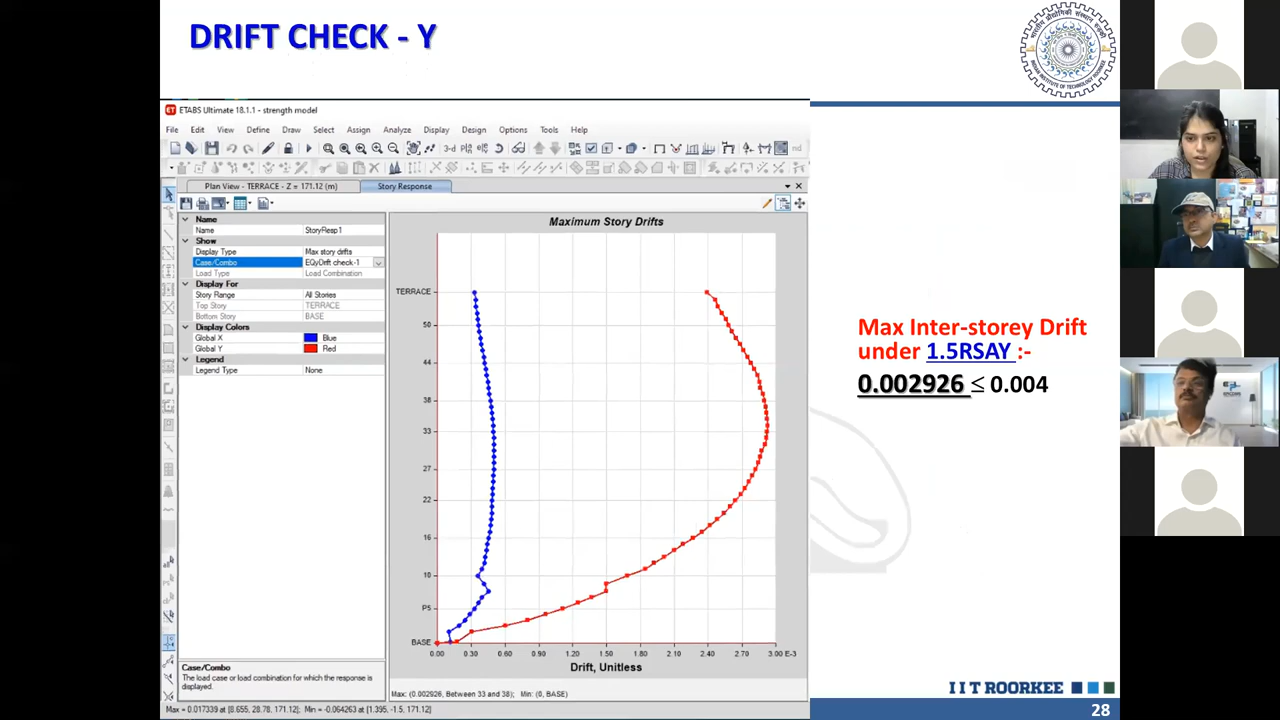 DRIFT CHECK - Y
INDIAN INSTITUTE OF TECHNOLOGY ROORKEE
ETABS Ultimate 18.1.1 - strength model
File Edit View Define Draw Select Assign Analyze Display Design Options Tools Help
3-d
nd
Plan View - TERRACE - Z = 171.12 (m)
Story Response
Name
Name StoryResp1
Show
Display Type Max story drifts
Case/Combo EQyDrift check-1
Load Type Load Combination
Display For
Story Range All Stories
Top Story TERRACE
Bottom Story BASE
Display Colors
Global X Blue
Global Y Red
Legend
Legend Type None
Case/Combo
The load case or load combination for which the response is
displayed.
Maximum Story Drifts
TERRACE
50
44
38
33
27
22
16
10
P5
BASE
0.00 0.30 0.60 0.90 1.20 1.50 1.80 2.10 2.40 2.70 3.00 E-3
Drift, Unitless
Max: (0.002926, Between 33 and 38); Min: (0, BASE)
Max = 0.017339 at [8.655, 28.78, 171.12]; Min = -0.064263 at [1.395, -1.5, 171.12]
Max Inter-storey Drift
under 1.5RSAY :-
0.002926 ≤ 0.004
I I T ROORKEE
28